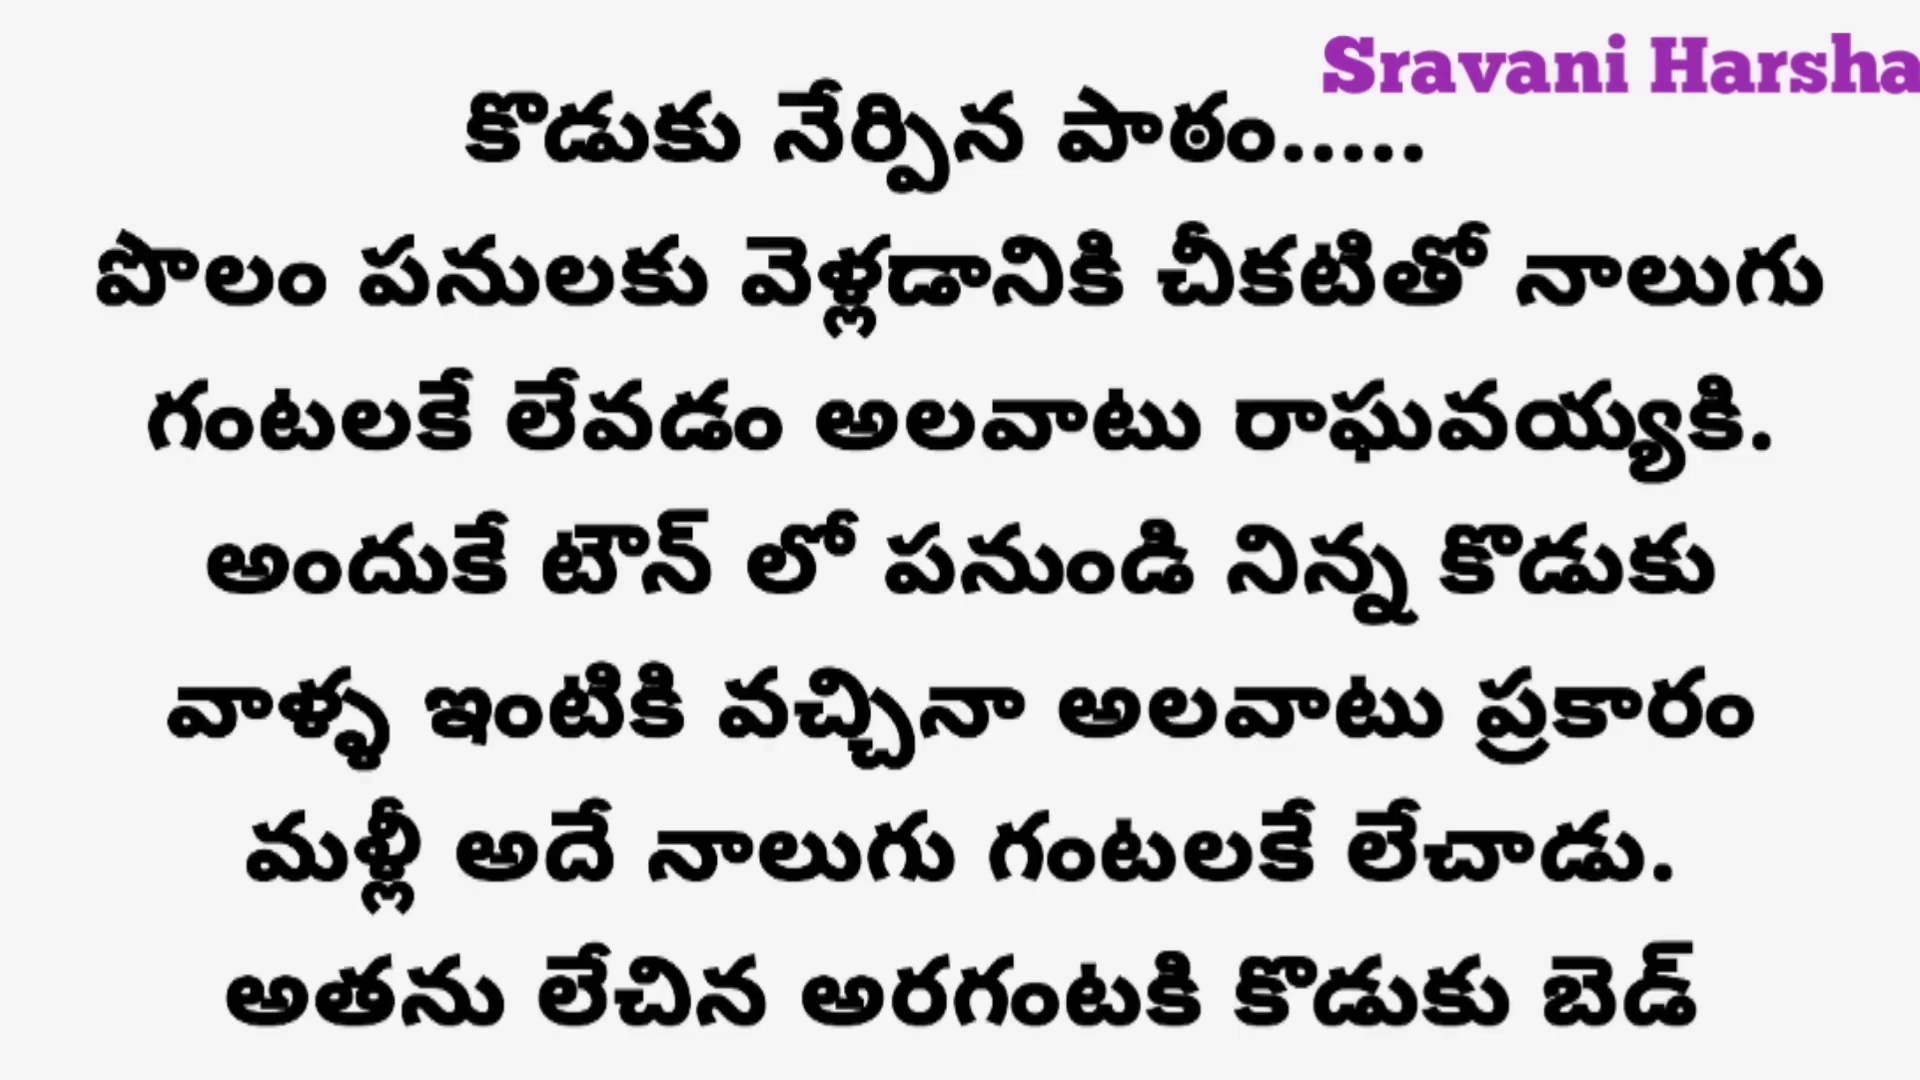 Sravani Harsha
కొడుకు నేర్పిన పాఠం.....
పొలం పనులకు వెళ్లడానికి చీకటితో నాలుగు
గంటలకే లేవడం అలవాటు రాఘవయ్యకి.
అందుకే టౌన్ లో పనుండి నిన్న కొడుకు
వాళ్ళ ఇంటికి వచ్చినా అలవాటు ప్రకారం
మళ్లీ అదే నాలుగు గంటలకే లేచాడు.
అతను లేచిన అరగంటకి కొడుకు బెడ్